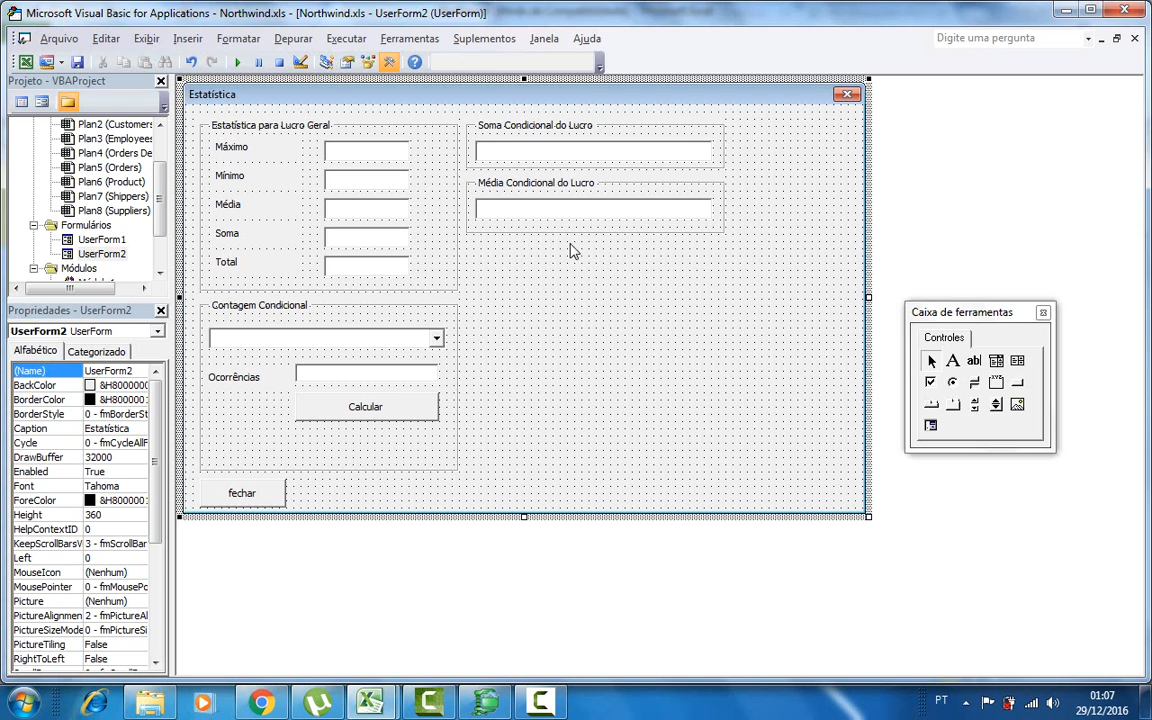 Microsoft Visual Basic for Applications - Northwind.xls - [Northwind.xls - UserForm2 (UserForm)]
Arquivo Editar Exibir Inserir Formatar Depurar Executar Ferramentas Suplementos Janela Ajuda
Digite uma pergunta
Projeto - VBAProject
Plan2 (Customers
Plan3 (Employees
Plan4 (Orders De
Plan5 (Orders)
Plan6 (Product)
Plan7 (Shippers)
Plan8 (Suppliers)
Formulários
UserForm1
UserForm2
Módulos
Propriedades - UserForm2
UserForm2 UserForm
Alfabético Categorizado
(Name) UserForm2
BackColor &H8000000
BorderColor &H8000001
BorderStyle 0 - fmBorderSt
Caption Estatística
Cycle 0 - fmCycleAllF
DrawBuffer 32000
Enabled True
Font Tahoma
ForeColor &H8000001
Height 360
HelpContextID 0
KeepScrollBarsV 3 - fmScrollBar
Left 0
MouseIcon (Nenhum)
MousePointer 0 - fmMousePo
Picture (Nenhum)
PictureAlignmen 2 - fmPictureAl
PictureSizeMode 0 - fmPictureSi
PictureTiling False
RightToLeft False
Estatística
Estatística para Lucro Geral
Máximo
Mínimo
Média
Soma
Total
Soma Condicional do Lucro
Média Condicional do Lucro
Contagem Condicional
Ocorrências
Calcular
fechar
Caixa de ferramentas
Controles
PT
01:07
29/12/2016